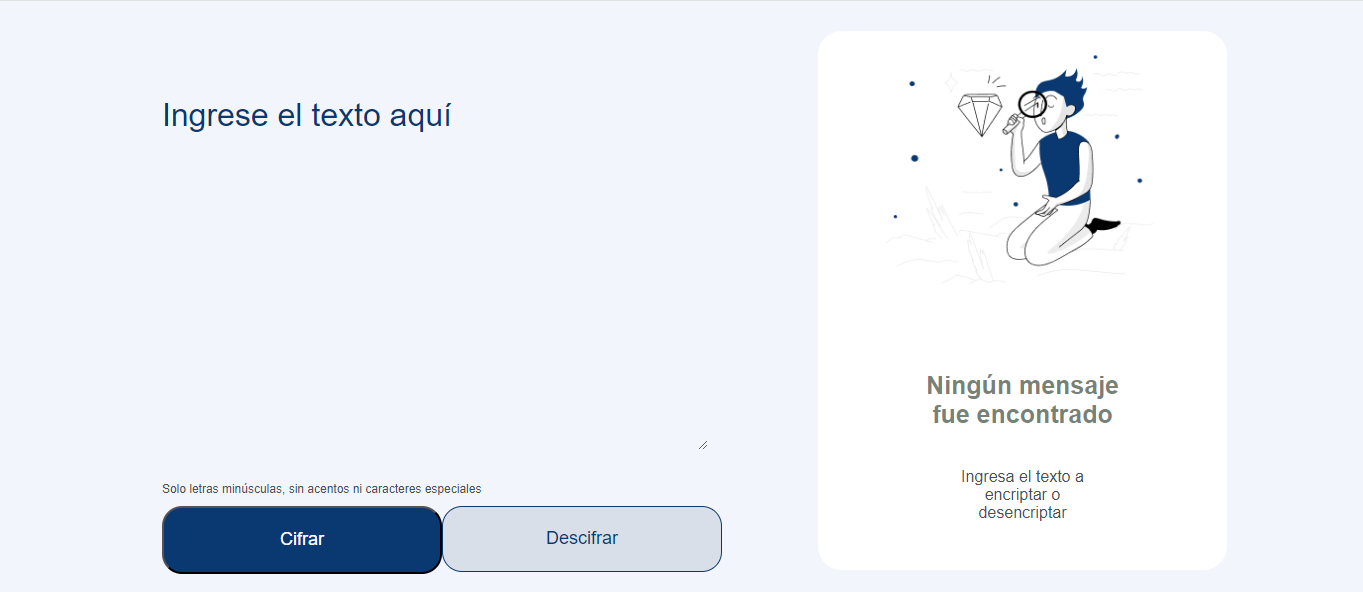 Ingrese el texto aquí
Solo letras minúsculas, sin acentos ni caracteres especiales
Cifrar
Descifrar
Ningún mensaje
fue encontrado
Ingresa el texto a
encriptar o
desencriptar